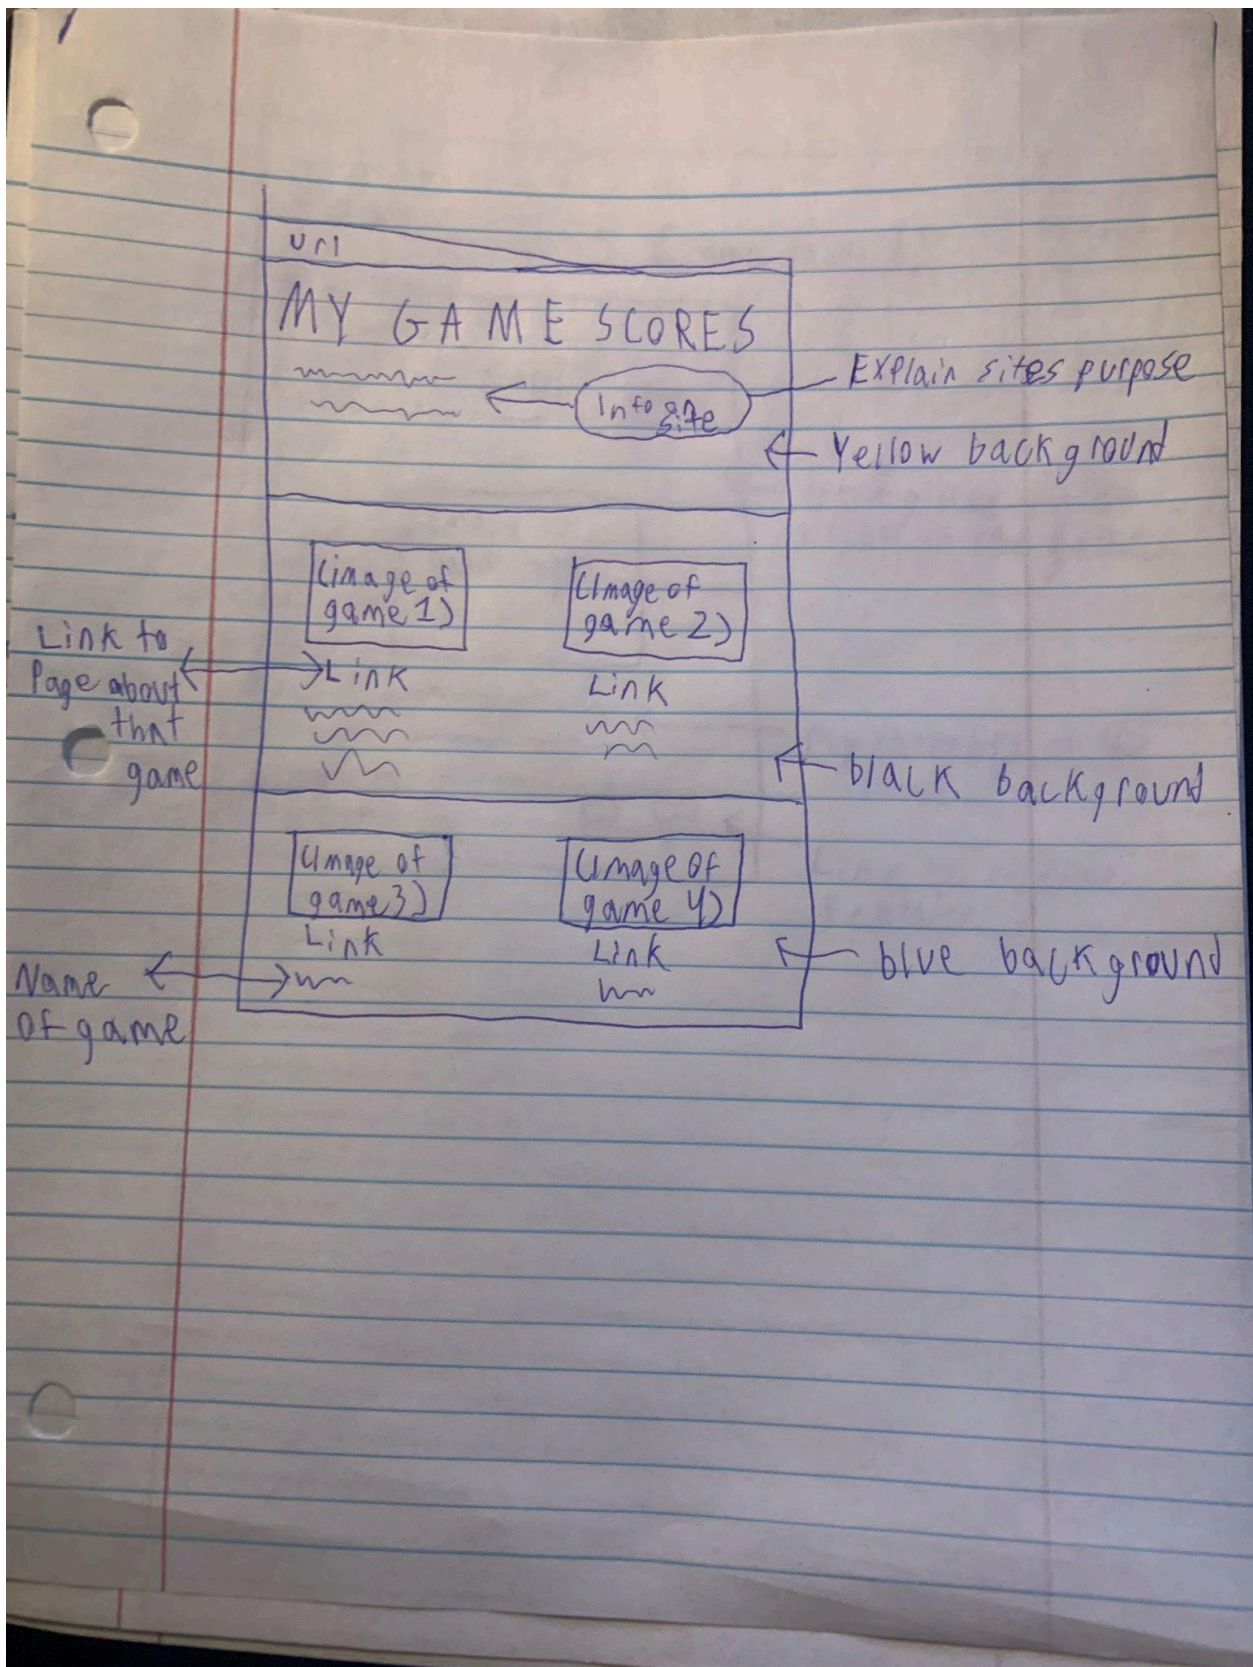 url
MY GAME SCORES
Info on
site
Explain sites purpose
Yellow background
(image of
game 1)
(Image of
game 2)
Link to
Page about
that
game
Link
Link
black background
(Image of
game 3)
(Image of
game 4)
Link
Link
blue background
Name
of game